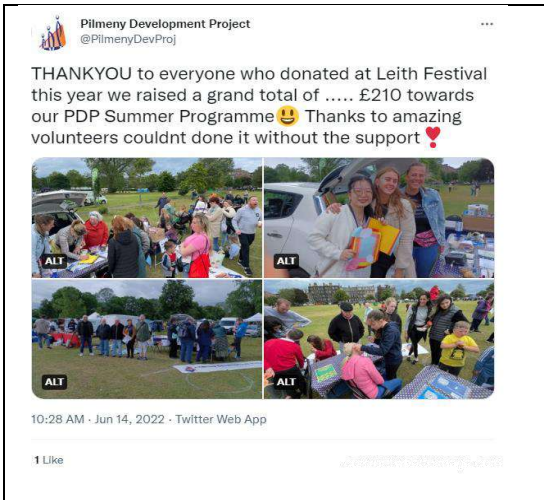 Pilmeny Development Project
@PilmenyDevProj
THANKYOU to everyone who donated at Leith Festival
this year we raised a grand total of ..... £210 towards
our PDP Summer Programme😃 Thanks to amazing
volunteers couldnt done it without the support❣️
ALT
ALT
ALT
ALT
10:28 AM · Jun 14, 2022 · Twitter Web App
1 Like